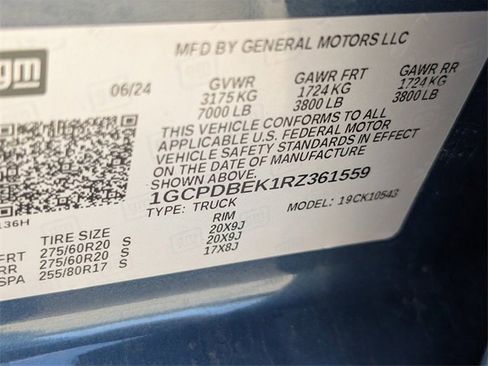 gm
MFD BY GENERAL MOTORS LLC
06/24 GVWR GAWR FRT GAWR RR
3175 KG 1724 KG 1724 KG
7000 LB 3800 LB 3800 LB
THIS VEHICLE CONFORMS TO ALL
APPLICABLE U.S. FEDERAL MOTOR
VEHICLE SAFETY STANDARDS IN EFFECT
ON THE DATE OF MANUFACTURE
SHOWN ABOVE.
1GCPDBEK1RZ361559
TYPE: TRUCK MODEL: 19CK10543
136H
TIRE SIZE RIM
FRT 275/60R20 S 20X9J
RR 275/60R20 S 20X9J
SPA 255/80R17 S 17X8J